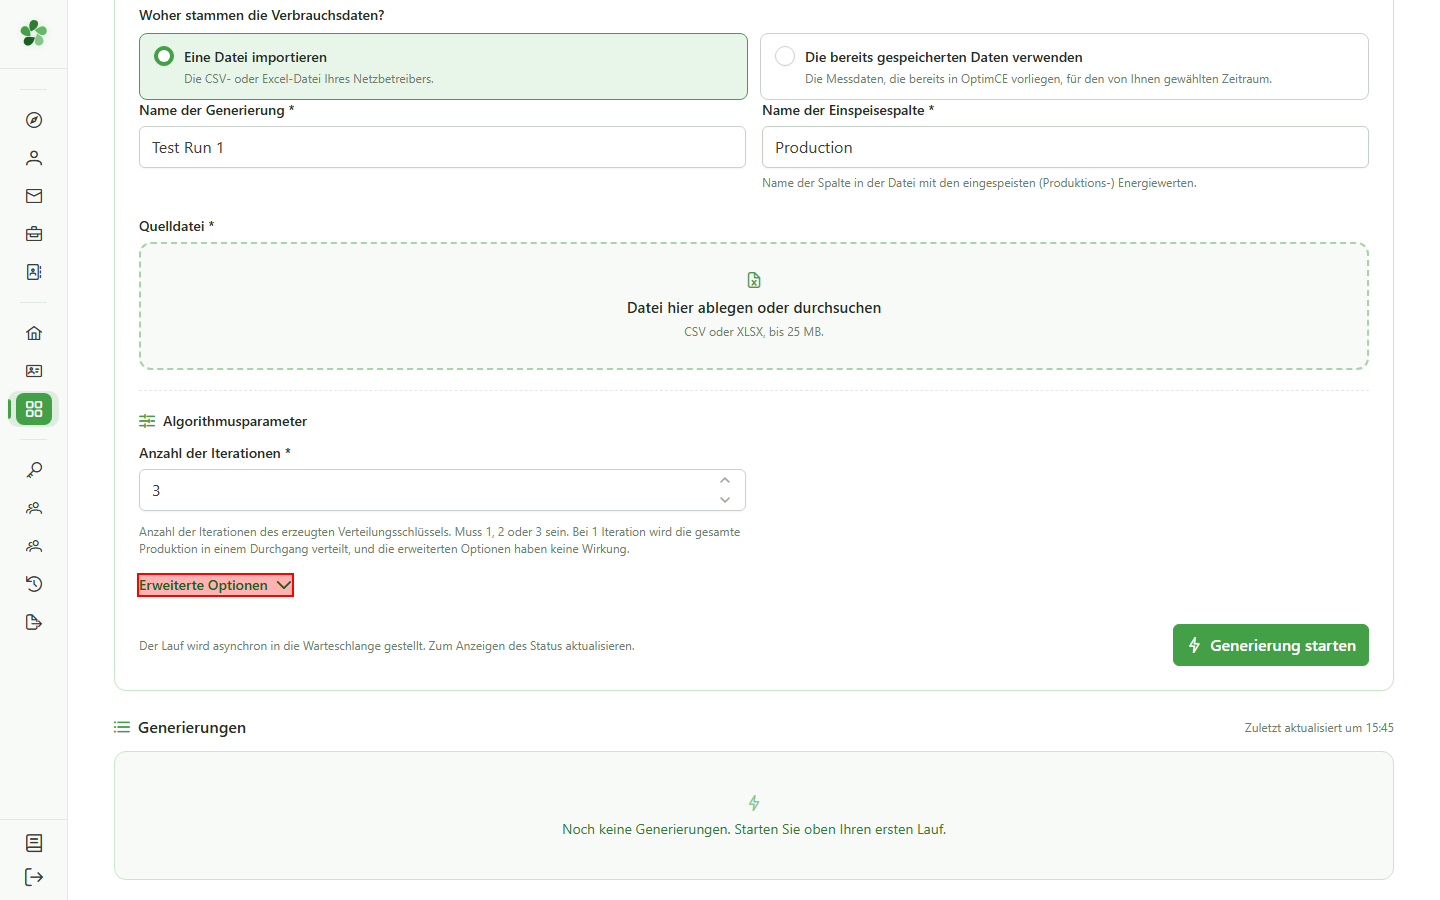 Woher stammen die Verbrauchsdaten?
Eine Datei importieren
Die CSV- oder Excel-Datei Ihres Netzbetreibers.
Die bereits gespeicherten Daten verwenden
Die Messdaten, die bereits in OptimCE vorliegen, für den von Ihnen gewählten Zeitraum.
Name der Generierung *
Test Run 1
Name der Einspeisespalte *
Production
Name der Spalte in der Datei mit den eingespeisten (Produktions-) Energiewerten.
Quelldatei *
Datei hier ablegen oder durchsuchen
CSV oder XLSX, bis 25 MB.
Algorithmusparameter
Anzahl der Iterationen *
3
Anzahl der Iterationen des erzeugten Verteilungsschlüssels. Muss 1, 2 oder 3 sein. Bei 1 Iteration wird die gesamte
Produktion in einem Durchgang verteilt, und die erweiterten Optionen haben keine Wirkung.
Erweiterte Optionen
Der Lauf wird asynchron in die Warteschlange gestellt. Zum Anzeigen des Status aktualisieren.
Generierung starten
Generierungen
Zuletzt aktualisiert um 15:45
Noch keine Generierungen. Starten Sie oben Ihren ersten Lauf.